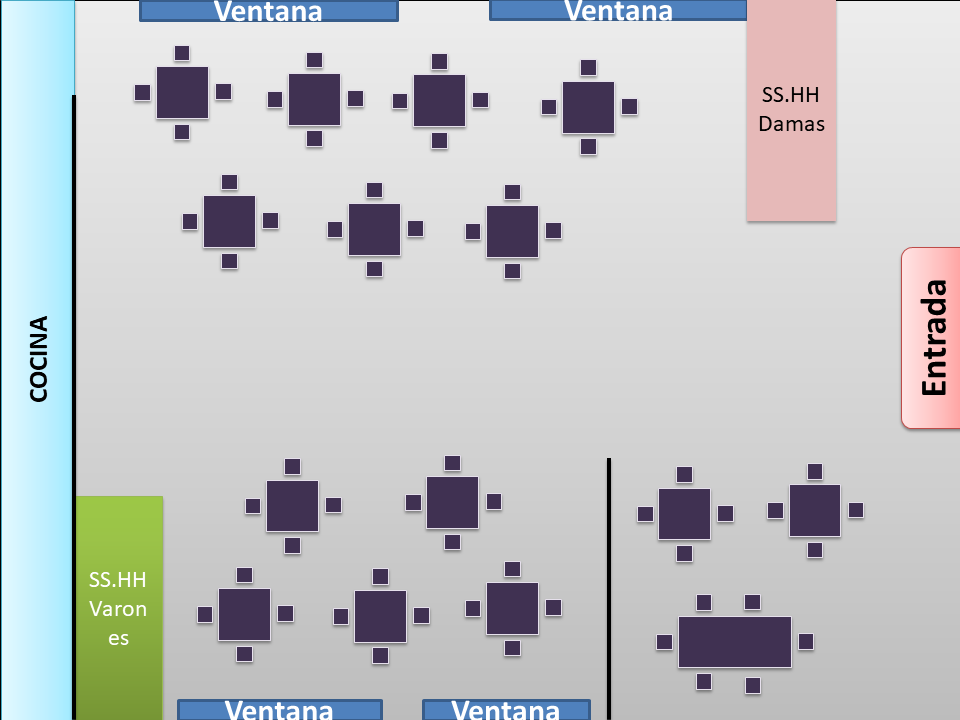 Ventana
Ventana
SS.HH
Damas
COCINA
Entrada
SS.HH
Varon
es
Ventana
Ventana